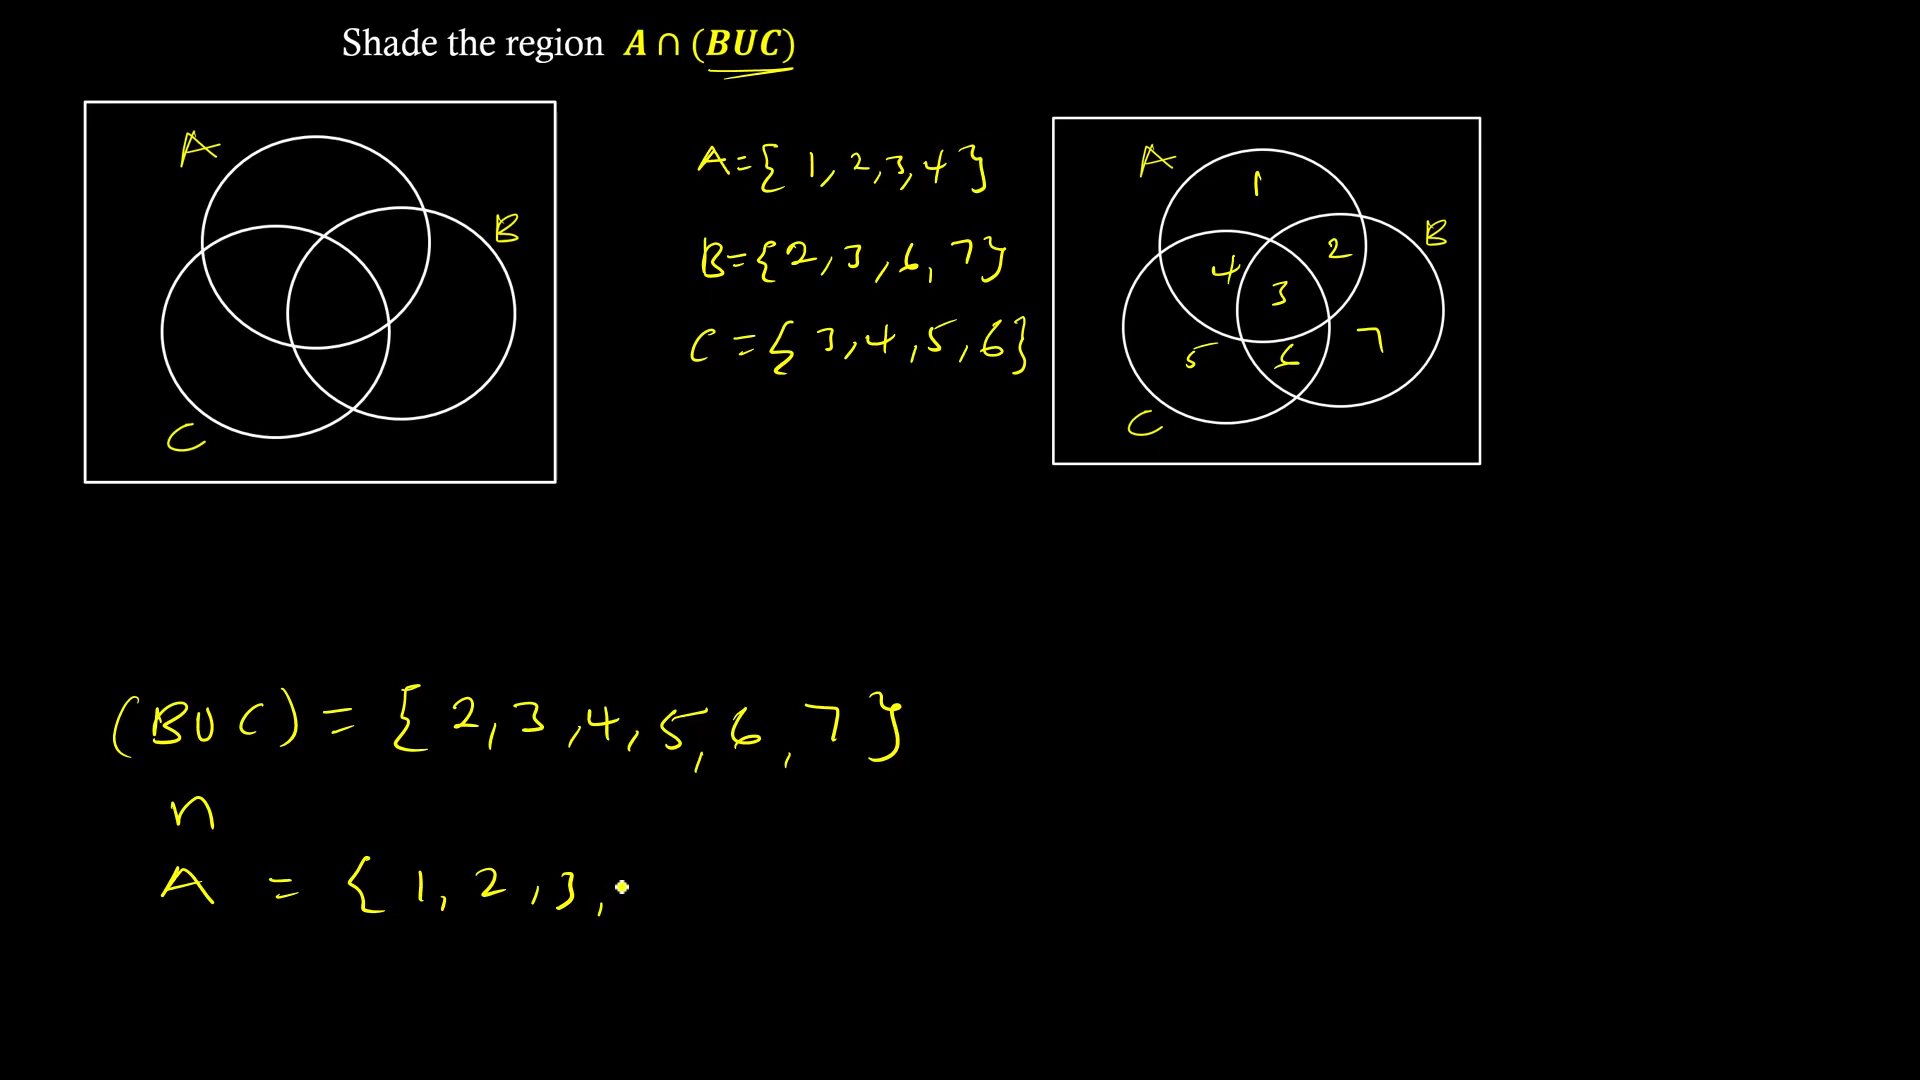 Shade the region A ∩ (BUC)
A
B
C
A={ 1, 2, 3, 4 }
B={2, 3, 6, 7}
C = { 3, 4, 5, 6}
A
1
B
2
4
3
7
5
6
C
(BUC) = { 2, 3, 4, 5, 6, 7 }
n
A = { 1, 2, 3,